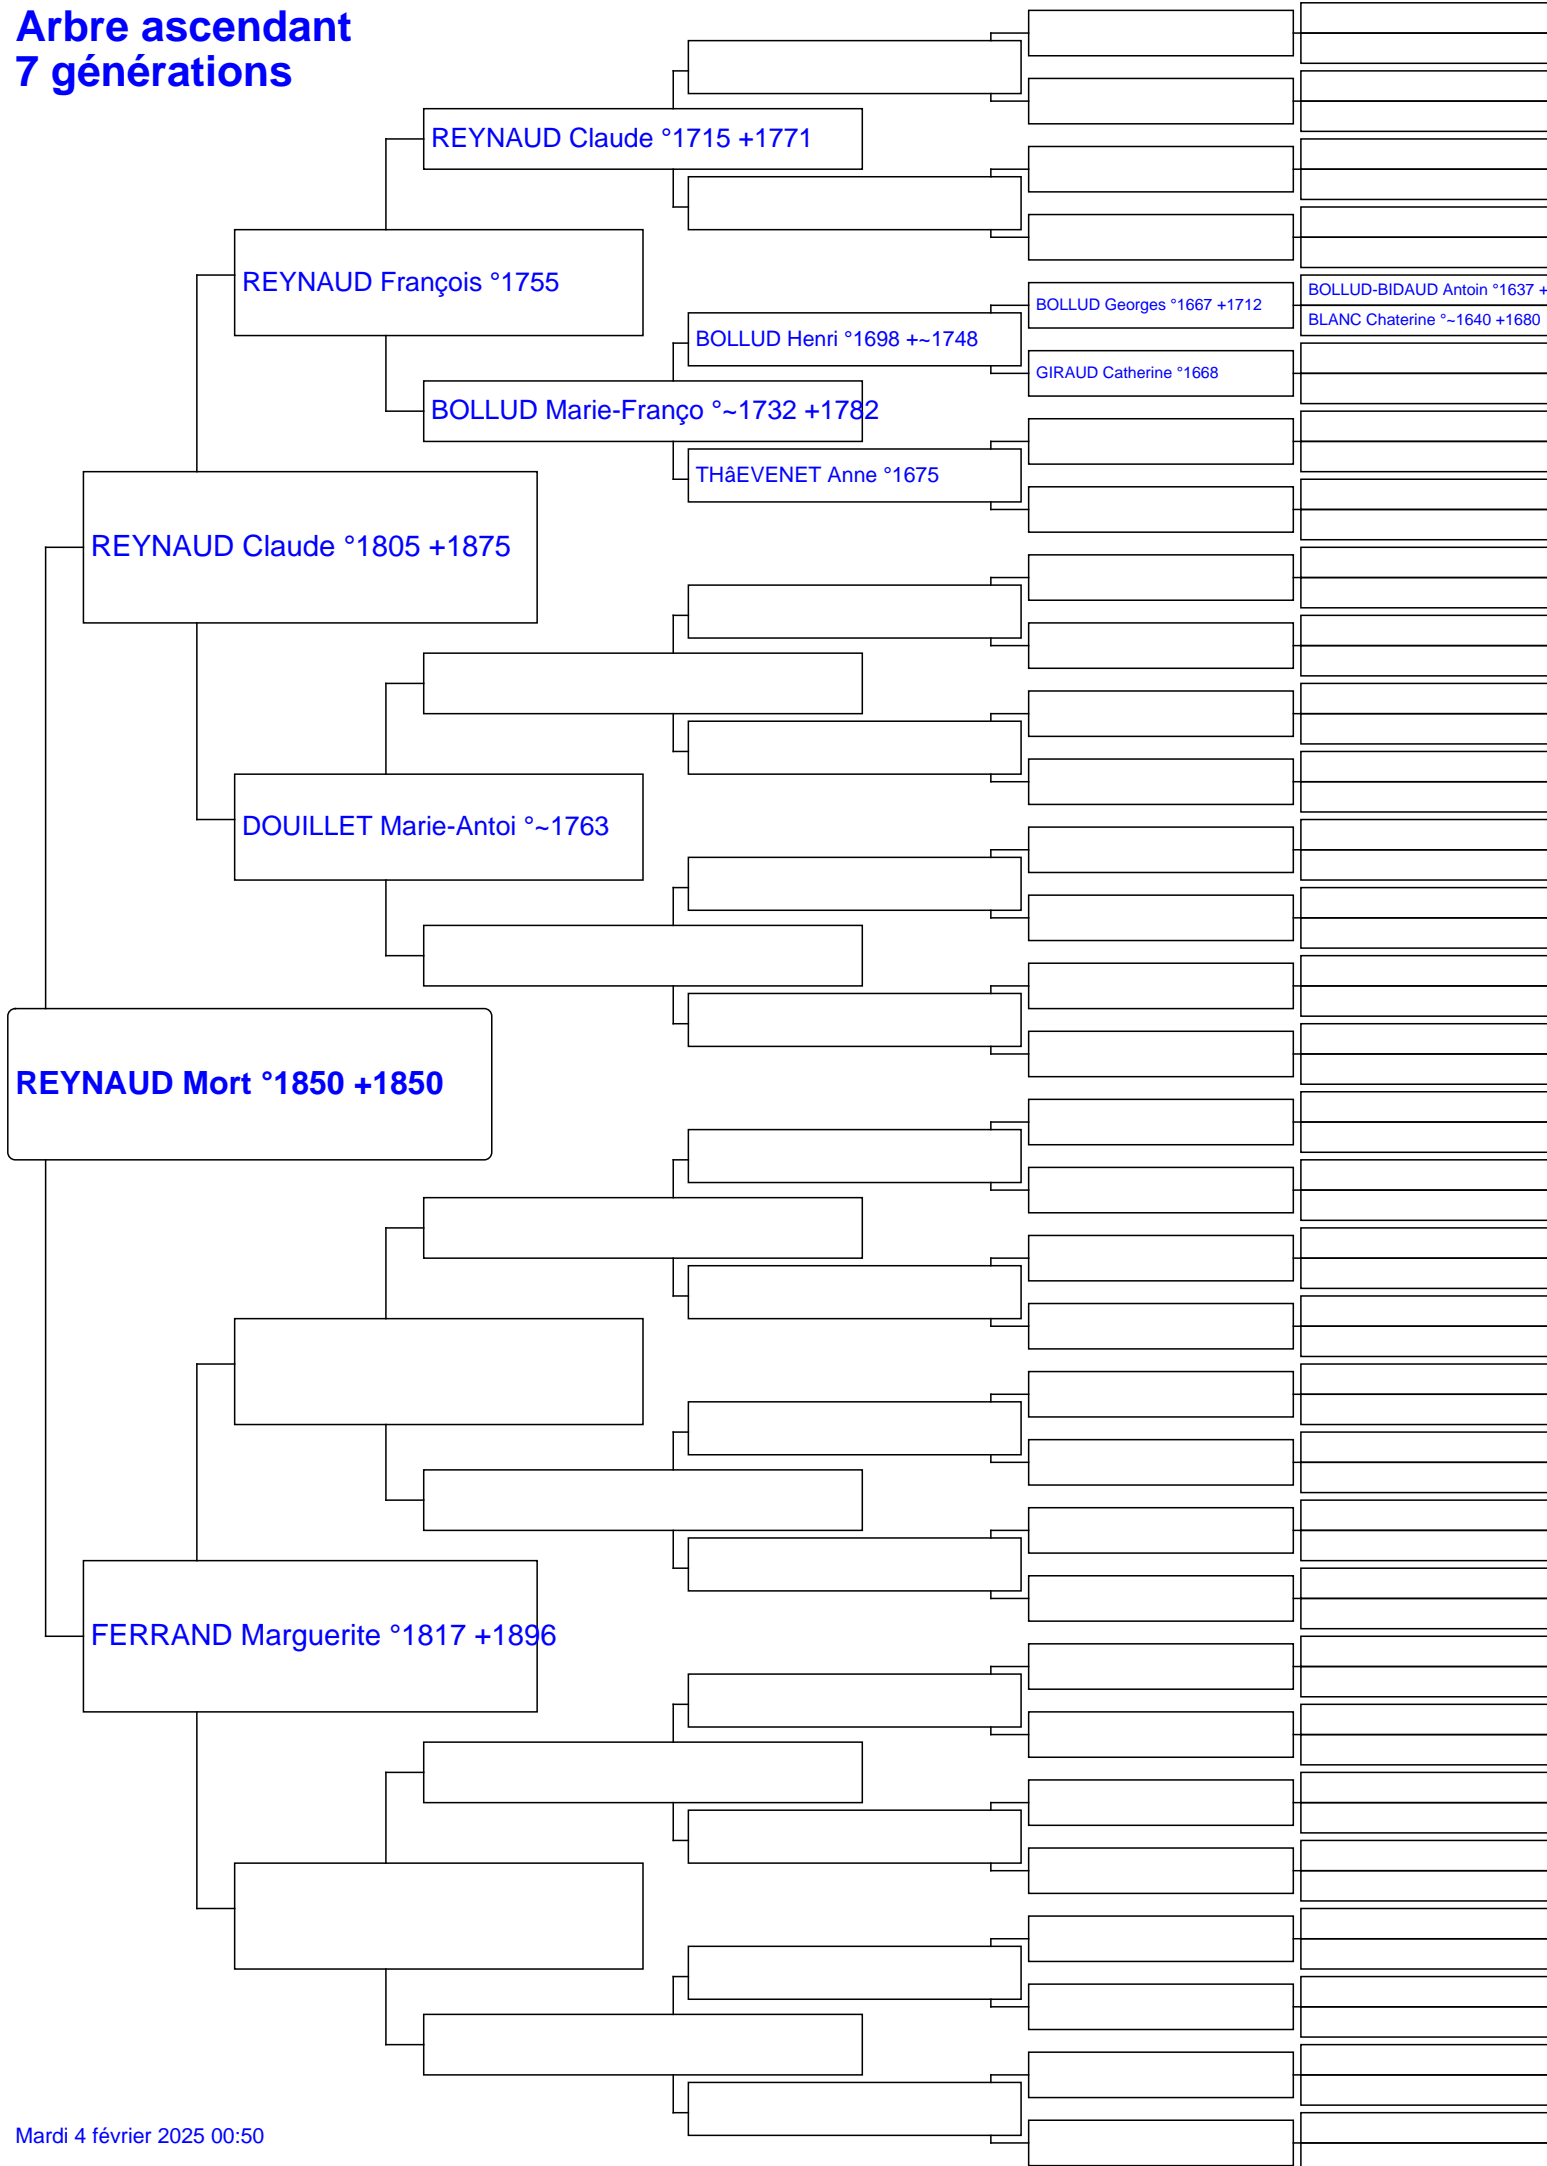 Arbre ascendant
7 générations
REYNAUD Claude °1715 +1771
REYNAUD François °1755
BOLLUD-BIDAUD Antoin °1637 +
BOLLUD Georges °1667 +1712
BLANC Chaterine °~1640 +1680
BOLLUD Henri °1698 +~1748
GIRAUD Catherine °1668
BOLLUD Marie-Franço °~1732 +1782
THâEVENET Anne °1675
REYNAUD Claude °1805 +1875
DOUILLET Marie-Antoi °~1763
REYNAUD Mort °1850 +1850
FERRAND Marguerite °1817 +1896
Mardi 4 février 2025 00:50